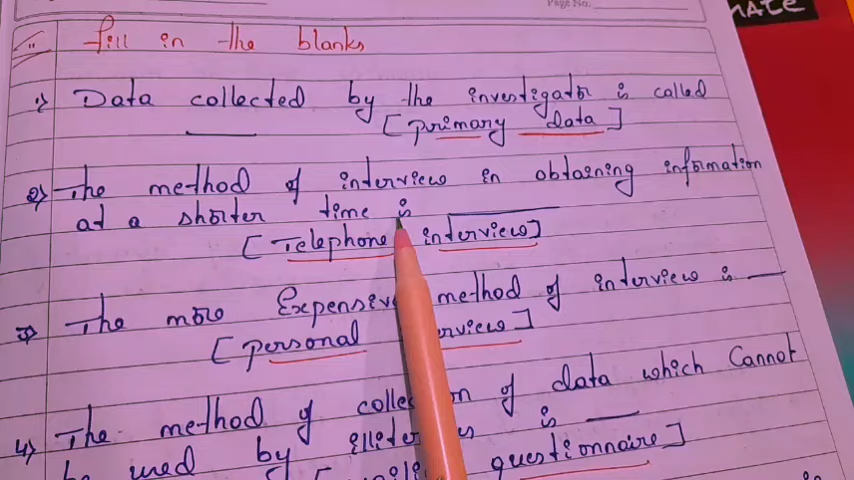 Page No.
MATE
fill in the blanks
1) Data collected by the investigator is called
[primary data]
2) The method of interview in obtaining information
at a shorter time is
[Telephone interview]
3) The more Expensive method of interview is
[personal
4) The method of of data which Cannot
be used by is
questionnaire]